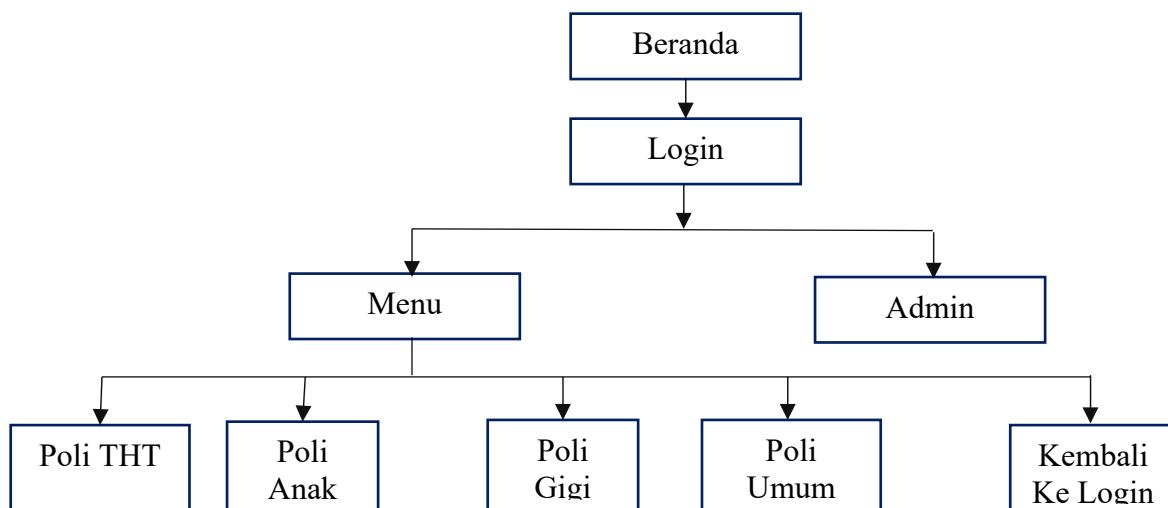 Beranda
Login
Menu
Admin
Poli THT
Poli
Anak
Poli
Gigi
Poli
Umum
Kembali
Ke Login